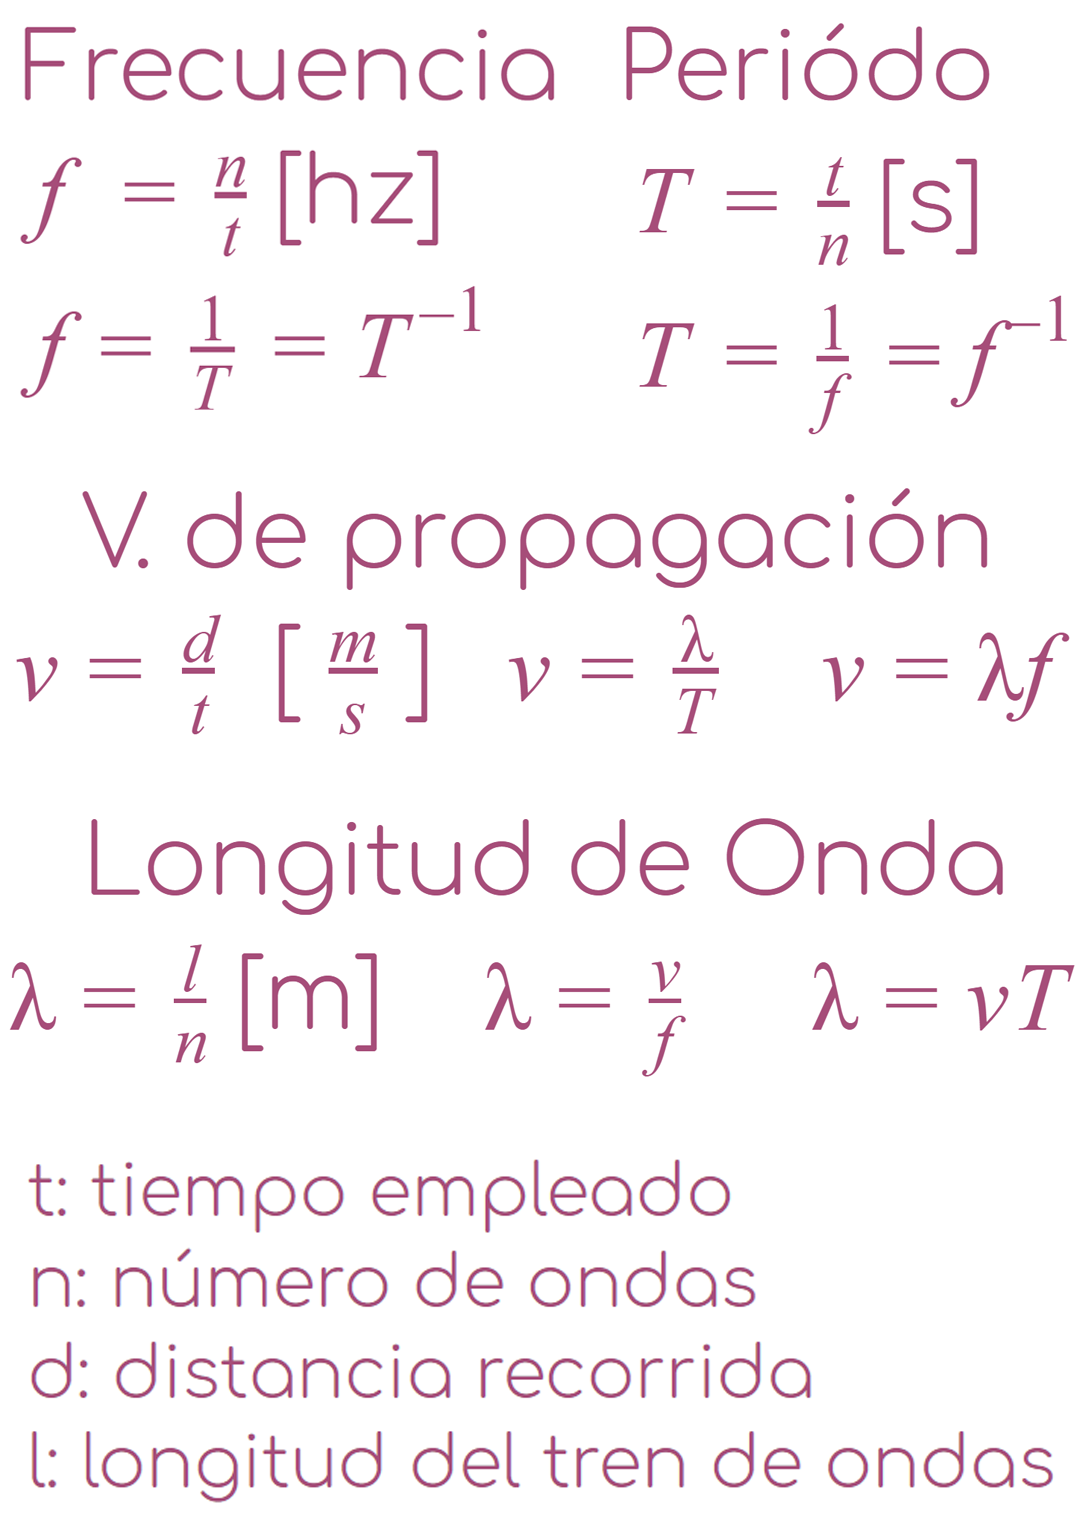 Frecuencia Periódo
f = n/t [hz] T = t/n [s]
f = 1/T = T⁻¹ T = 1/f = f⁻¹
V. de propagación
v = d/t [m/s] v = λ/T v = λf
Longitud de Onda
λ = l/n [m] λ = v/f λ = vT
t: tiempo empleado
n: número de ondas
d: distancia recorrida
l: longitud del tren de ondas